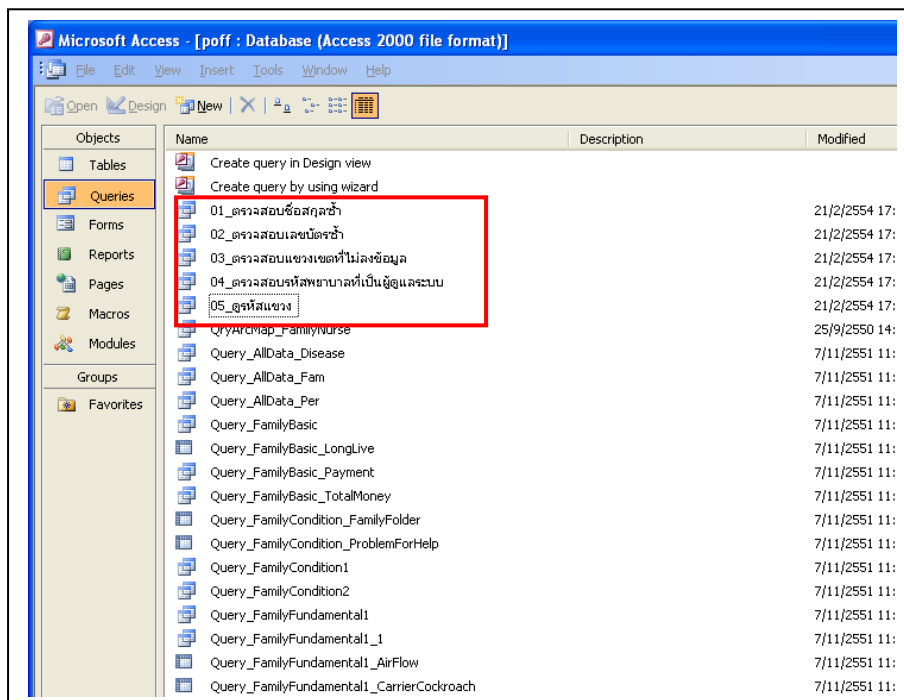 Microsoft Access - [poff : Database (Access 2000 file format)]
File Edit View Insert Tools Window Help
Open Design New
Objects
Tables
Queries
Forms
Reports
Pages
Macros
Modules
Groups
Favorites
Name Description Modified
Create query in Design view
Create query by using wizard
01_ตรวจสอบชื่อสกุลซ้ำ 21/2/2554 17:
02_ตรวจสอบเลขบัตรซ้ำ 21/2/2554 17:
03_ตรวจสอบแขวงเขตที่ไม่ลงข้อมูล 21/2/2554 17:
04_ตรวจสอบรหัสพยาบาลที่เป็นผู้ดูแลระบบ 21/2/2554 17:
05_ดูรหัสแขวง 21/2/2554 17:
QryArcMap_FamilyNurse 25/9/2550 14:
Query_AllData_Disease 7/11/2551 11:
Query_AllData_Fam 7/11/2551 11:
Query_AllData_Per 7/11/2551 11:
Query_FamilyBasic 7/11/2551 11:
Query_FamilyBasic_LongLive 7/11/2551 11:
Query_FamilyBasic_Payment 7/11/2551 11:
Query_FamilyBasic_TotalMoney 7/11/2551 11:
Query_FamilyCondition_FamilyFolder 7/11/2551 11:
Query_FamilyCondition_ProblemForHelp 7/11/2551 11:
Query_FamilyCondition1 7/11/2551 11:
Query_FamilyCondition2 7/11/2551 11:
Query_FamilyFundamental1 7/11/2551 11:
Query_FamilyFundamental1_1 7/11/2551 11:
Query_FamilyFundamental1_AirFlow 7/11/2551 11:
Query_FamilyFundamental1_CarrierCockroach 7/11/2551 11: